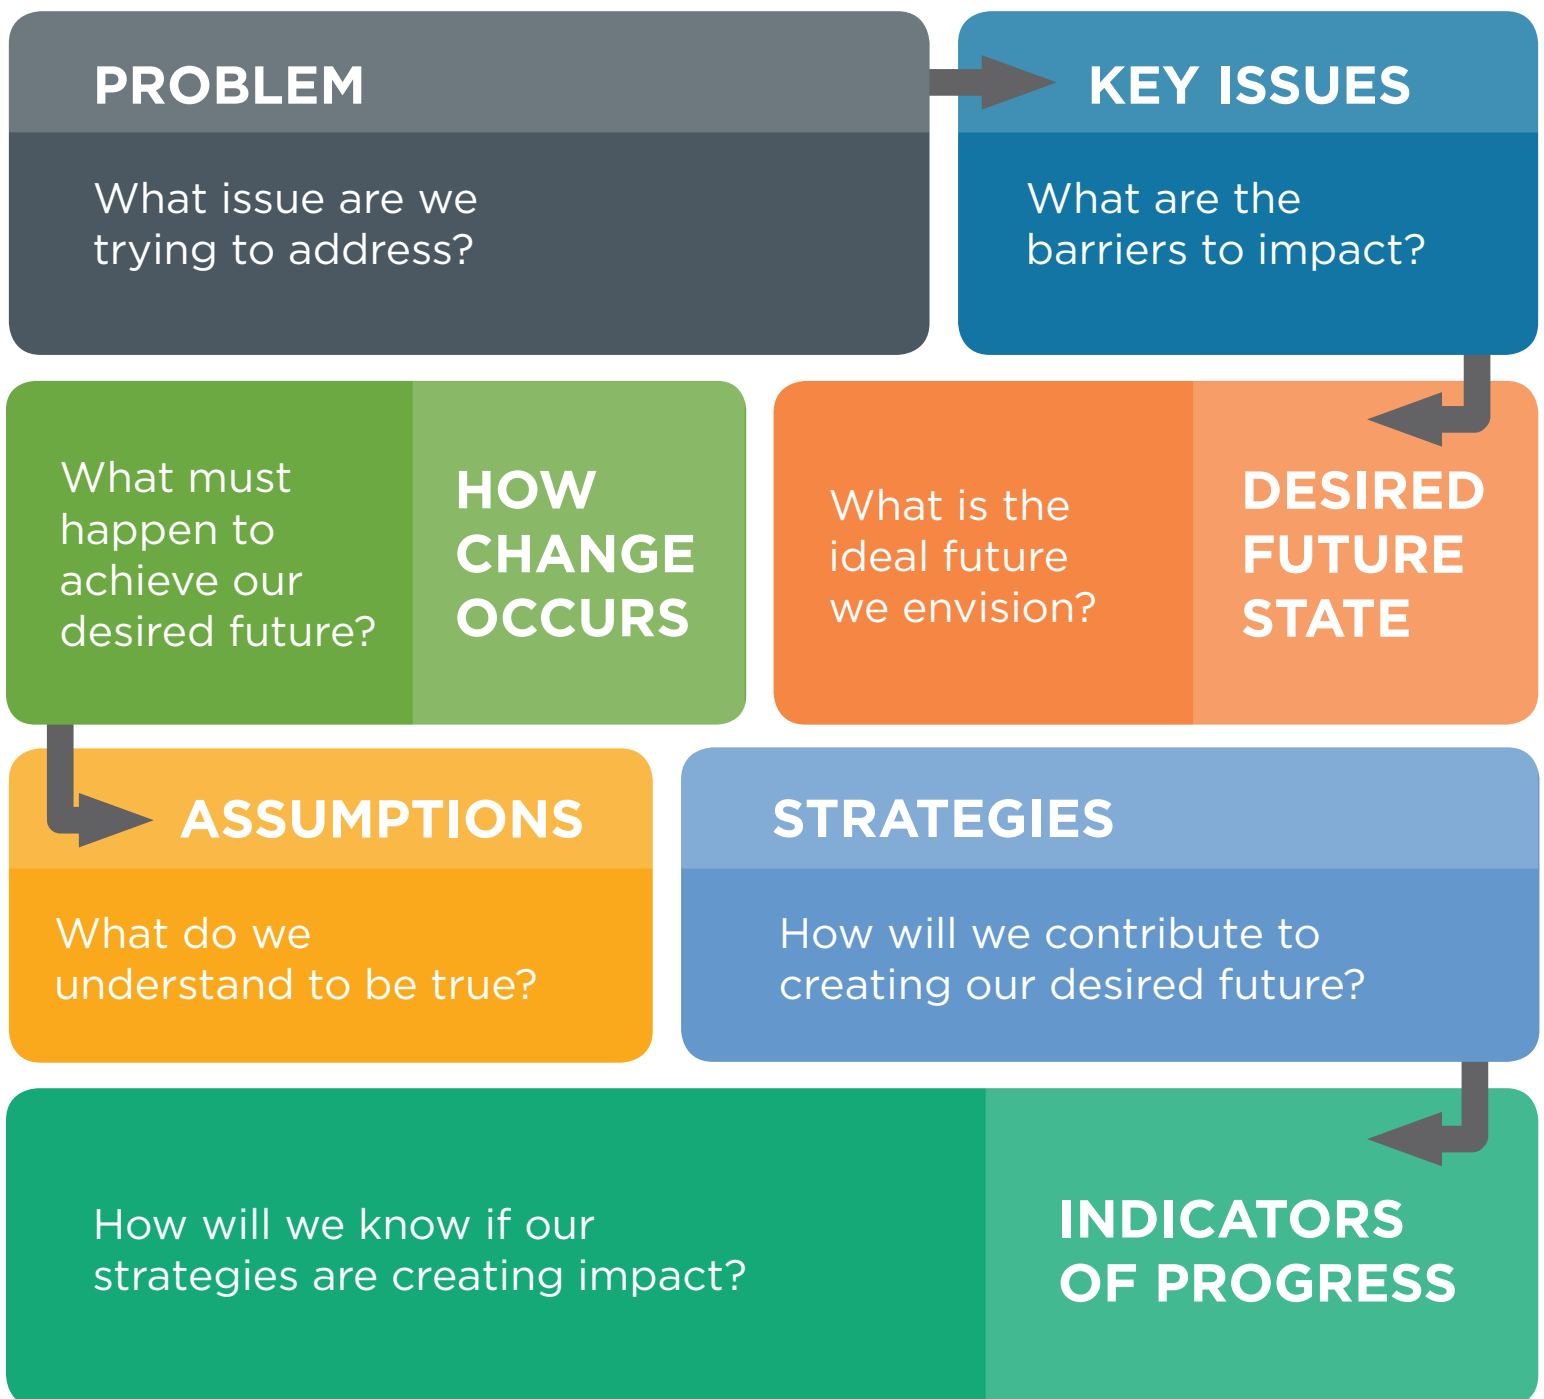 PROBLEM
What issue are we
trying to address?
KEY ISSUES
What are the
barriers to impact?
DESIRED
FUTURE
STATE
What is the
ideal future
we envision?
HOW
CHANGE
OCCURS
What must
happen to
achieve our
desired future?
ASSUMPTIONS
What do we
understand to be true?
STRATEGIES
How will we contribute to
creating our desired future?
INDICATORS
OF PROGRESS
How will we know if our
strategies are creating impact?